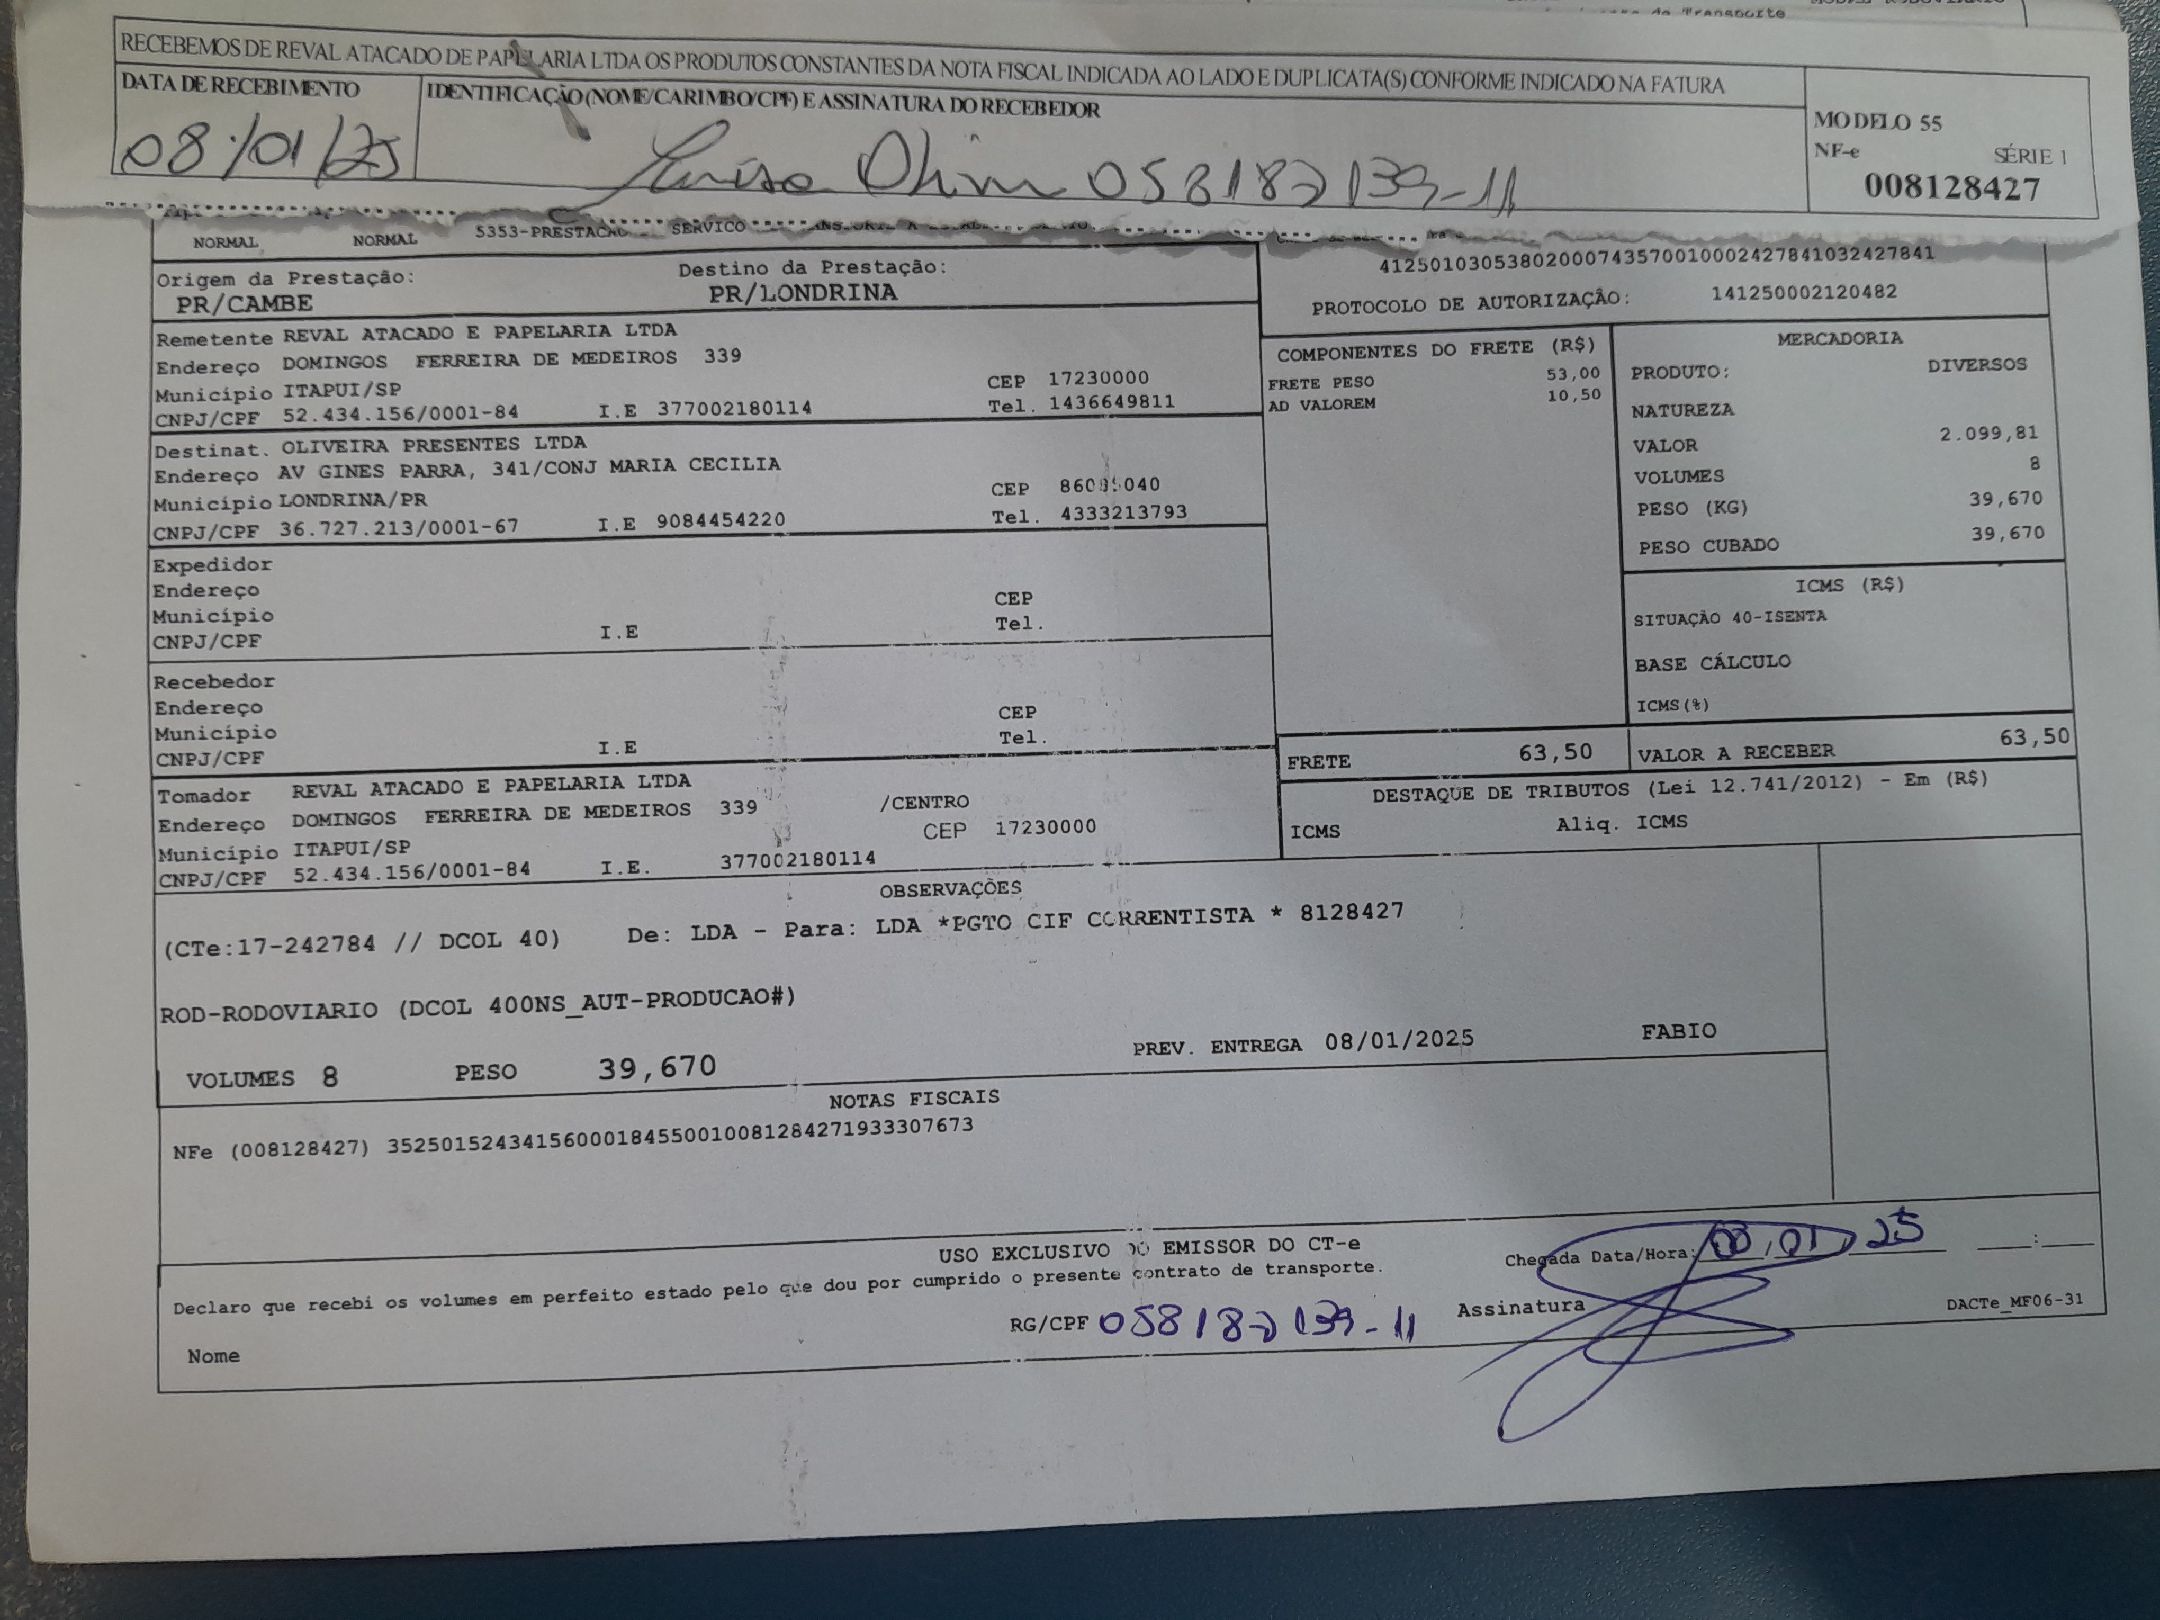 de Transporte
RECEBEMOS DE REVAL ATACADO DE PAPELARIA LTDA OS PRODUTOS CONSTANTES DA NOTA FISCAL INDICADA AO LADO E DUPLICATA(S) CONFORME INDICADO NA FATURA
DATA DE RECEBIMENTO IDENTIFICAÇÃO (NOME/CARIMBO/CPF) E ASSINATURA DO RECEBEDOR
MODELO 55
NF-e SÉRIE 1
008128427
08/01/25 058187139-11
NORMAL NORMAL 5353-PRESTACAO SERVICO
41250103053802000743570010002427841032427841
Origem da Prestação: Destino da Prestação:
PR/CAMBE PR/LONDRINA
PROTOCOLO DE AUTORIZAÇÃO: 141250002120482
Remetente REVAL ATACADO E PAPELARIA LTDA
Endereço DOMINGOS FERREIRA DE MEDEIROS 339
Município ITAPUI/SP CEP 17230000
CNPJ/CPF 52.434.156/0001-84 I.E 377002180114 Tel. 1436649811
Destinat. OLIVEIRA PRESENTES LTDA
Endereço AV GINES PARRA, 341/CONJ MARIA CECILIA
Município LONDRINA/PR CEP 86085040
CNPJ/CPF 36.727.213/0001-67 I.E 9084454220 Tel. 4333213793
Expedidor
Endereço
Município CEP
CNPJ/CPF I.E Tel.
Recebedor
Endereço
Município CEP
CNPJ/CPF I.E Tel.
Tomador REVAL ATACADO E PAPELARIA LTDA
Endereço DOMINGOS FERREIRA DE MEDEIROS 339 /CENTRO
Município ITAPUI/SP CEP 17230000
CNPJ/CPF 52.434.156/0001-84 I.E. 377002180114
COMPONENTES DO FRETE (R$)
FRETE PESO 53,00
AD VALOREM 10,50
MERCADORIA
PRODUTO: DIVERSOS
NATUREZA
VALOR 2.099,81
VOLUMES 8
PESO (KG) 39,670
PESO CUBADO 39,670
ICMS (R$)
SITUAÇÃO 40-ISENTA
BASE CÁLCULO
ICMS(%)
FRETE 63,50 VALOR A RECEBER 63,50
DESTAQUE DE TRIBUTOS (Lei 12.741/2012) - Em (R$)
ICMS Aliq. ICMS
OBSERVAÇÕES
(CTe:17-242784 // DCOL 40) De: LDA - Para: LDA *PGTO CIF CORRENTISTA * 8128427
ROD-RODOVIARIO (DCOL 400NS_AUT-PRODUCAO#)
VOLUMES 8 PESO 39,670 PREV. ENTREGA 08/01/2025 FABIO
NOTAS FISCAIS
NFe (008128427) 35250152434156000184550010081284271933307673
USO EXCLUSIVO DO EMISSOR DO CT-e
Chegada Data/Hora: 08/01/25 __:__
Declaro que recebi os volumes em perfeito estado pelo que dou por cumprido o presente contrato de transporte.
Nome RG/CPF 058187139-11 Assinatura DACTe_MF06-31